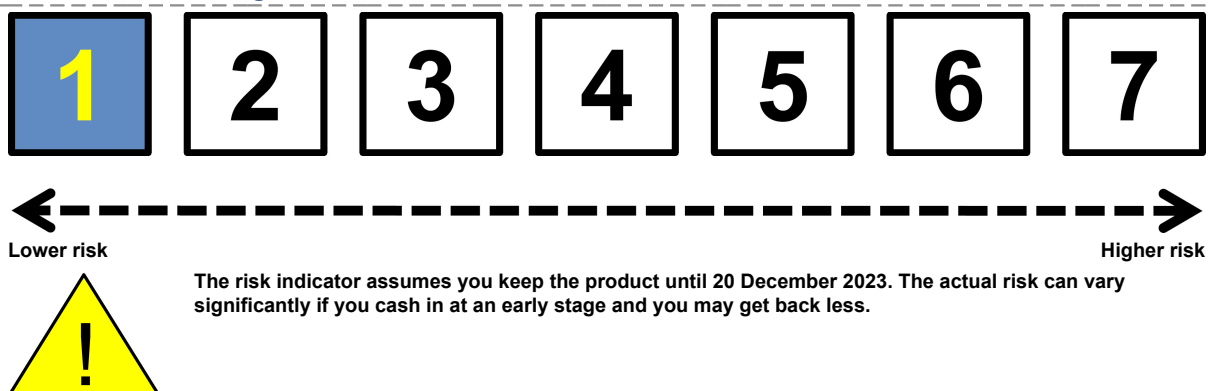 1 2 3 4 5 6 7
Lower risk Higher risk
The risk indicator assumes you keep the product until 20 December 2023. The actual risk can vary
significantly if you cash in at an early stage and you may get back less.
!